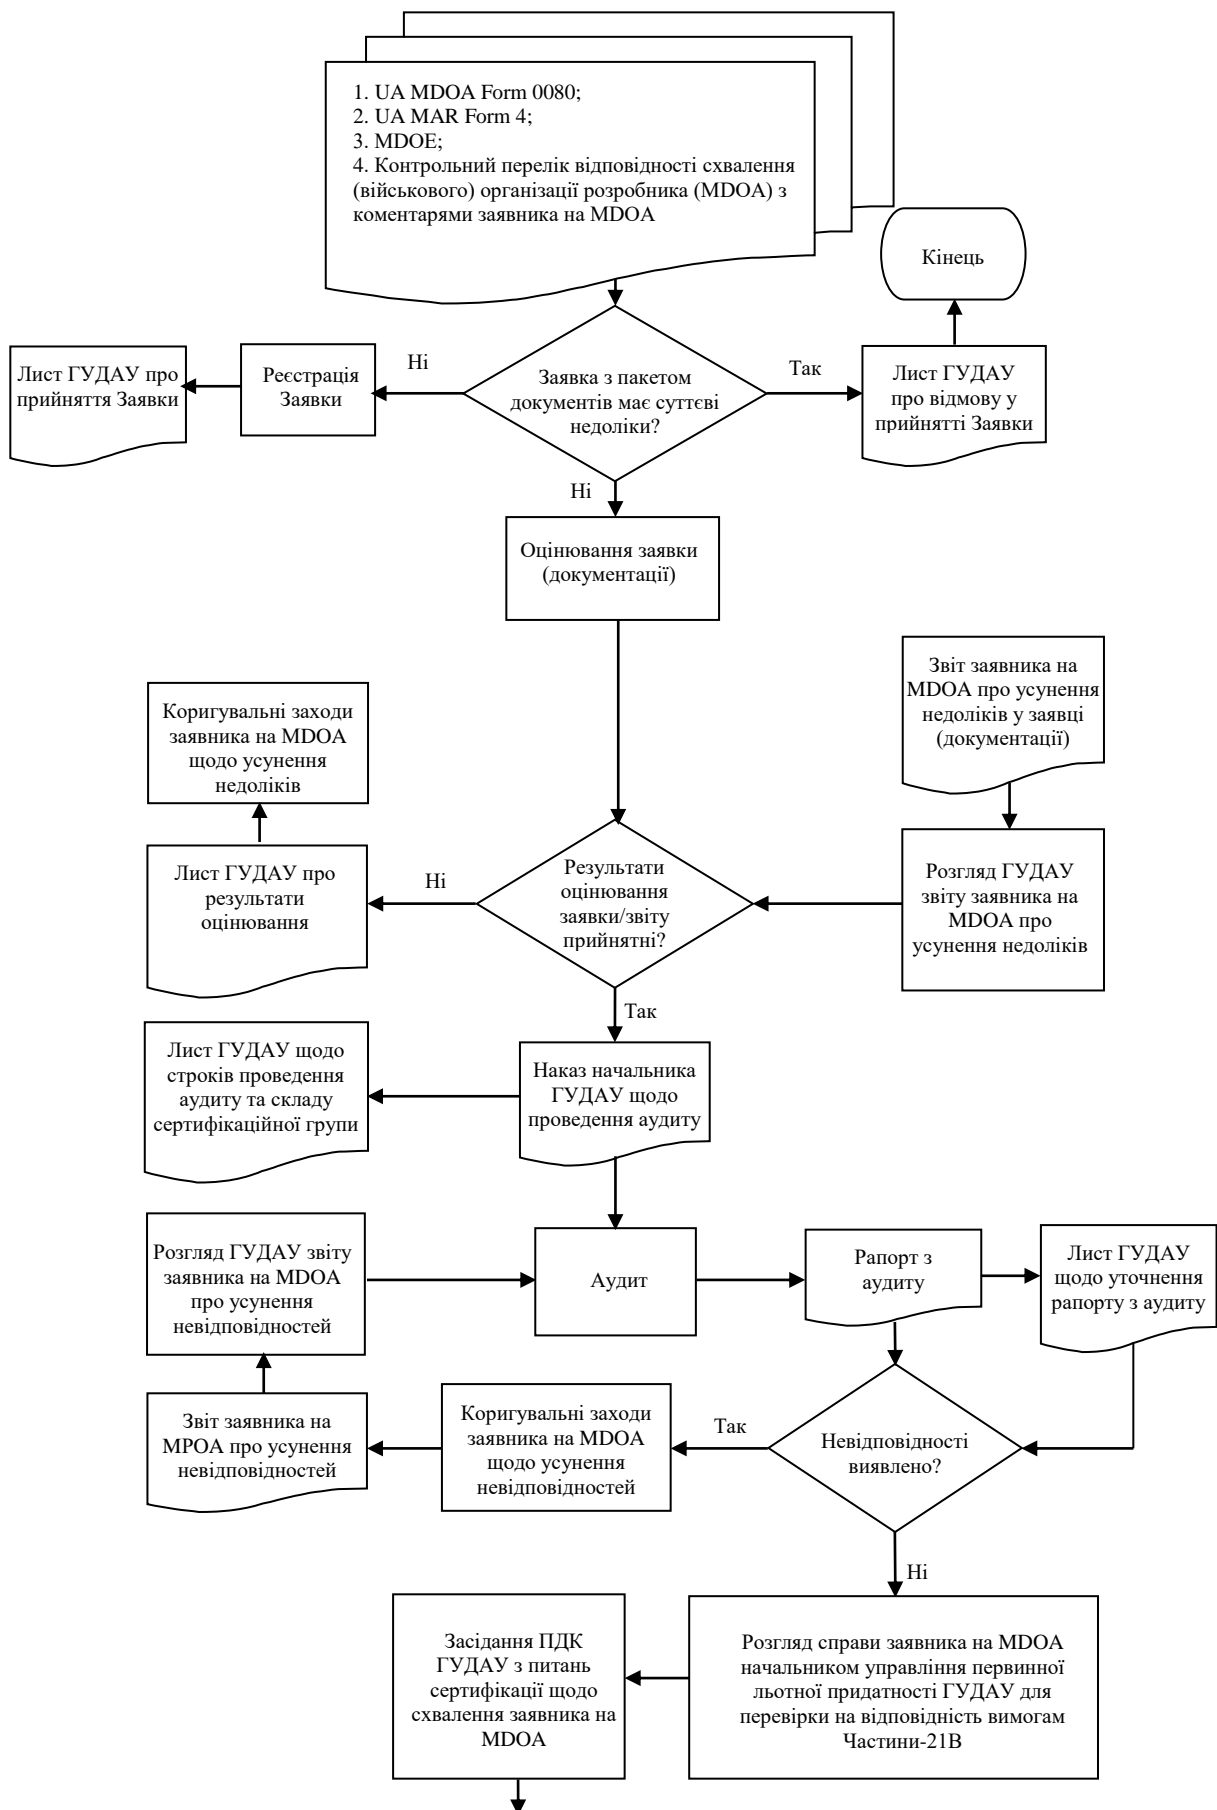 1. UA MDOA Form 0080;
2. UA MAR Form 4;
3. MDOE;
4. Контрольний перелік відповідності схвалення
(військового) організації розробника (MDOA) з
коментарями заявника на MDOA
Кінець
Лист ГУДАУ про
прийняття Заявки
Реєстрація
Заявки
Ні
Заявка з пакетом
документів має суттєві
недоліки?
Так
Лист ГУДАУ
про відмову у
прийнятті Заявки
Ні
Оцінювання заявки
(документації)
Звіт заявника на
MDOA про усунення
недоліків у заявці
(документації)
Коригувальні заходи
заявника на MDOA
щодо усунення
недоліків
Лист ГУДАУ про
результати
оцінювання
Ні
Результати
оцінювання
заявки/звіту
прийнятні?
Розгляд ГУДАУ
звіту заявника на
MDOA про
усунення недоліків
Так
Лист ГУДАУ щодо
строків проведення
аудиту та складу
сертифікаційної групи
Наказ начальника
ГУДАУ щодо
проведення аудиту
Розгляд ГУДАУ звіту
заявника на MDOA
про усунення
невідповідностей
Аудит
Рапорт з
аудиту
Лист ГУДАУ
щодо уточнення
рапорту з аудиту
Звіт заявника на
МРОА про усунення
невідповідностей
Коригувальні заходи
заявника на MDOA
щодо усунення
невідповідностей
Так
Невідповідності
виявлено?
Ні
Засідання ПДК
ГУДАУ з питань
сертифікації щодо
схвалення заявника на
MDOA
Розгляд справи заявника на MDOA
начальником управління первинної
льотної придатності ГУДАУ для
перевірки на відповідність вимогам
Частини-21В